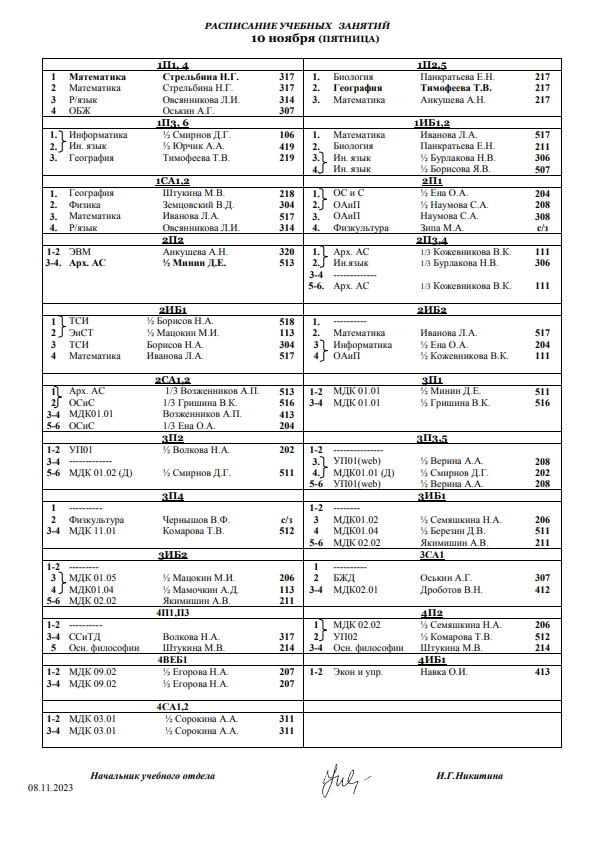 РАСПИСАНИЕ УЧЕБНЫХ ЗАНЯТИЙ
10 ноября (ПЯТНИЦА)
1П1, 4
1 Математика Стрельбина Н.Г. 317
2 Математика Стрельбина Н.Г. 317
3 Р/язык Овсянникова Л.И. 314
4 ОБЖ Оськин А.Г. 307
1П2,5
1. Биология Панкратьева Е.Н. 217
2. География Тимофеева Т.В. 217
3. Математика Анкушева А.Н. 217
1П3, 6
1. Информатика ½ Смирнов Д.Г. 106
2. Ин. язык ½ Юрчик А.А. 419
3. География Тимофеева Т.В. 219
1ИБ1,2
1. Математика Иванова Л.А. 517
2. Биология Панкратьева Е.Н. 211
3. Ин. язык ½ Бурлакова Н.В. 306
4. Ин. язык ½ Борисова Я.В. 507
1СА1,2
1. География Штукина М.В. 218
2. Физика Земцовский В.Д. 304
3. Математика Иванова Л.А. 517
4. Р/язык Овсянникова Л.И. 314
2П1
1. ОС и С ½ Ена О.А. 204
2. ОАиП ½ Наумова С.А. 208
3. ОАиП Наумова С.А. 308
4. Физкультура Зипа М.А. с/з
2П2
1-2 ЭВМ Анкушева А.Н. 320
3-4. Арх. АС ½ Минин Д.Е. 513
2П3,4
1. Арх. АС 1/3 Кожевникова В.К. 111
2. Ин.язык 1/3 Бурлакова Н.В. 306
3-4 -------------
5-6. Арх. АС 1/3 Кожевникова В.К. 111
2ИБ1
1 ТСИ ½ Борисов Н.А. 518
2 ЭиСТ ½ Мацокин М.И. 113
3 ТСИ Борисов Н.А. 304
4 Математика Иванова Л.А. 517
2ИБ2
1. ----------
2. Математика Иванова Л.А. 517
3 Информатики ½ Ена О.А. 204
4 ОАиП ½ Кожевникова В.К. 111
2СА1,2
1 Арх. АС 1/3 Возженников А.П. 513
2 ОСиС 1/3 Гришина В.К. 516
3-4 МДК01.01 Возженников А.П. 413
5-6 ОСиС 1/3 Ена О.А. 204
3П1
1-2 МДК 01.01 ½ Минин Д.Е. 511
3-4 МДК 01.01 ½ Гришина В.К. 516
3П2
1-2 УП01 ½ Волкова Н.А. 202
3-4 -------------
5-6 МДК 01.02 (Д) ½ Смирнов Д.Г. 511
3П3,5
1-2 ---------------
3. УП01(web) ½ Верина А.А. 208
4. МДК01.01 (Д) ½ Смирнов Д.Г. 202
5-6 УП01(web) ½ Верина А.А. 208
3П4
1 ----------
2 Физкультура Чернышов В.Ф. с/з
3-4 МДК 11.01 Комарова Т.В. 512
3ИБ1
1-2 --------
3 МДК01.02 ½ Семяшкина Н.А. 206
4 МДК01.04 ½ Березин Д.В. 511
5-6 МДК 02.02 Якимишин А.В. 211
3ИБ2
1-2 ---------
3 МДК 01.05 ½ Мацокин М.И. 206
4 МДК01.04 ½ Мамочкин А.Д. 113
5-6 МДК 02.02 Якимишин А.В. 211
3СА1
1 ----------
2 БЖД Оськин А.Г. 307
3-4 МДК02.01 Дроботов В.Н. 412
4П1,П3
1-2 ----------
3-4 ССиТД Волкова Н.А. 317
5 Осн. философии Штукина М.В. 214
4П2
1 МДК 02.02 ½ Семяшкина Н.А. 206
2 УП02 ½ Комарова Т.В. 512
3-4 Осн. философии Штукина М.В. 214
4ВЕБ1
1-2 МДК 09.02 ½ Егорова Н.А. 207
3-4 МДК 09.02 ½ Егорова Н.А. 207
4ИБ1
1-2 Экон и упр. Навка О.И. 413
4СА1,2
1-2 МДК 03.01 ½ Сорокина А.А. 311
3-4 МДК 03.01 ½ Сорокина А.А. 311
Начальник учебного отдела И.Г.Никитина
08.11.2023